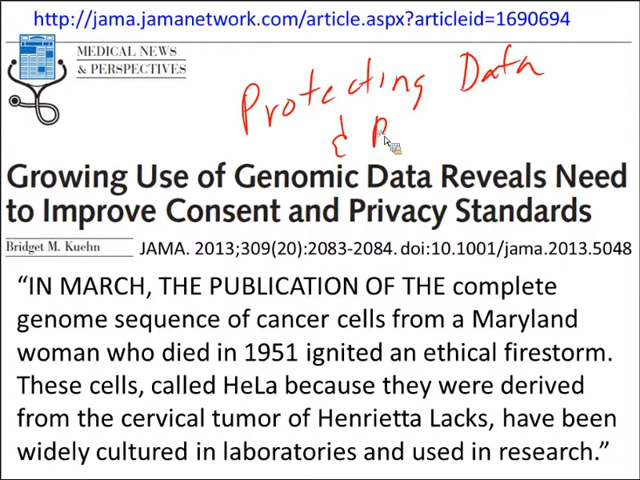 http://jama.jamanetwork.com/article.aspx?articleid=1690694
MEDICAL NEWS
& PERSPECTIVES
Protecting Data
& P
Growing Use of Genomic Data Reveals Need
to Improve Consent and Privacy Standards
Bridget M. Kuehn JAMA. 2013;309(20):2083-2084. doi:10.1001/jama.2013.5048
“IN MARCH, THE PUBLICATION OF THE complete
genome sequence of cancer cells from a Maryland
woman who died in 1951 ignited an ethical firestorm.
These cells, called HeLa because they were derived
from the cervical tumor of Henrietta Lacks, have been
widely cultured in laboratories and used in research.”